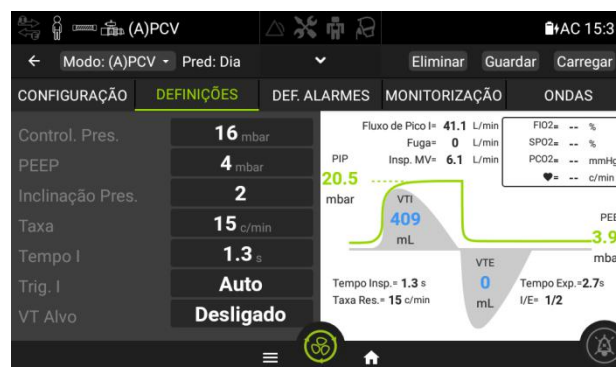 (A)PCV AC 15:3
Modo: (A)PCV Pred: Dia Eliminar Guardar Carregar
CONFIGURAÇÃO DEFINIÇÕES DEF. ALARMES MONITORIZAÇÃO ONDAS
Control. Pres. 16 mbar
PEEP 4 mbar
Inclinação Pres. 2
Taxa 15 c/min
Tempo I 1.3 s
Trig. I Auto
VT Alvo Desligado
Fluxo de Pico I= 41.1 L/min
Fuga= 0 L/min
Insp. MV= 6.1 L/min
FIO2= -- %
SPO2= -- %
PCO2= -- mmHg
♥= -- c/min
PIP
20.5
mbar
VTI
409
mL
PEE
3.9
mba
VTE
0
mL
Tempo Insp.= 1.3 s
Taxa Res.= 15 c/min
Tempo Exp.=2.7s
I/E= 1/2